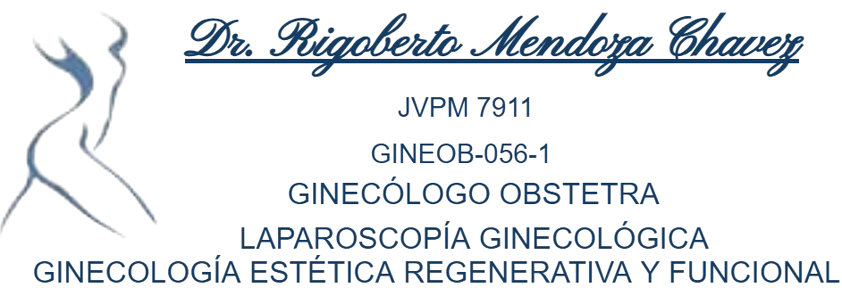 Dr. Rigoberto Mendoza Chavez
JVPM 7911
GINEOB-056-1
GINECÓLOGO OBSTETRA
LAPAROSCOPÍA GINECOLÓGICA
GINECOLOGÍA ESTÉTICA REGENERATIVA Y FUNCIONAL